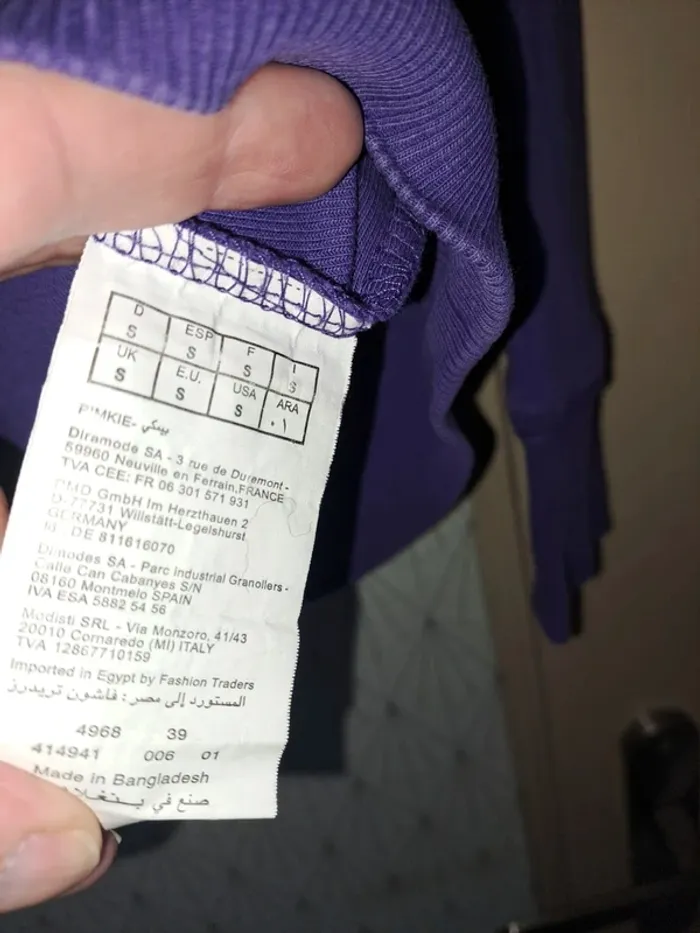 D ESP F I
S S S S
UK E.U. USA ARA
S S S ٠١
PIMKIE- بيمكي
Diramode SA - 3 rue de Duremont -
59960 Neuville en Ferrain,FRANCE
TVA CEE: FR 06 301 571 931
PMD GmbH Im Herzthauen 2
D-77731 Willstätt-Legelshurst
GERMANY
Id. DE 811616070
Dimodes SA - Parc Industrial Granollers -
Calle Can Cabanyes S/N
08160 Montmelo SPAIN
IVA ESA 5882 54 56
Modisti SRL - Via Monzoro, 41/43
20010 Cornaredo (MI) ITALY
TVA 12867710159
Imported in Egypt by Fashion Traders
المستورد إلى مصر: فاشون تريدرز
4968 39
414941 006 01
Made in Bangladesh
صنع في